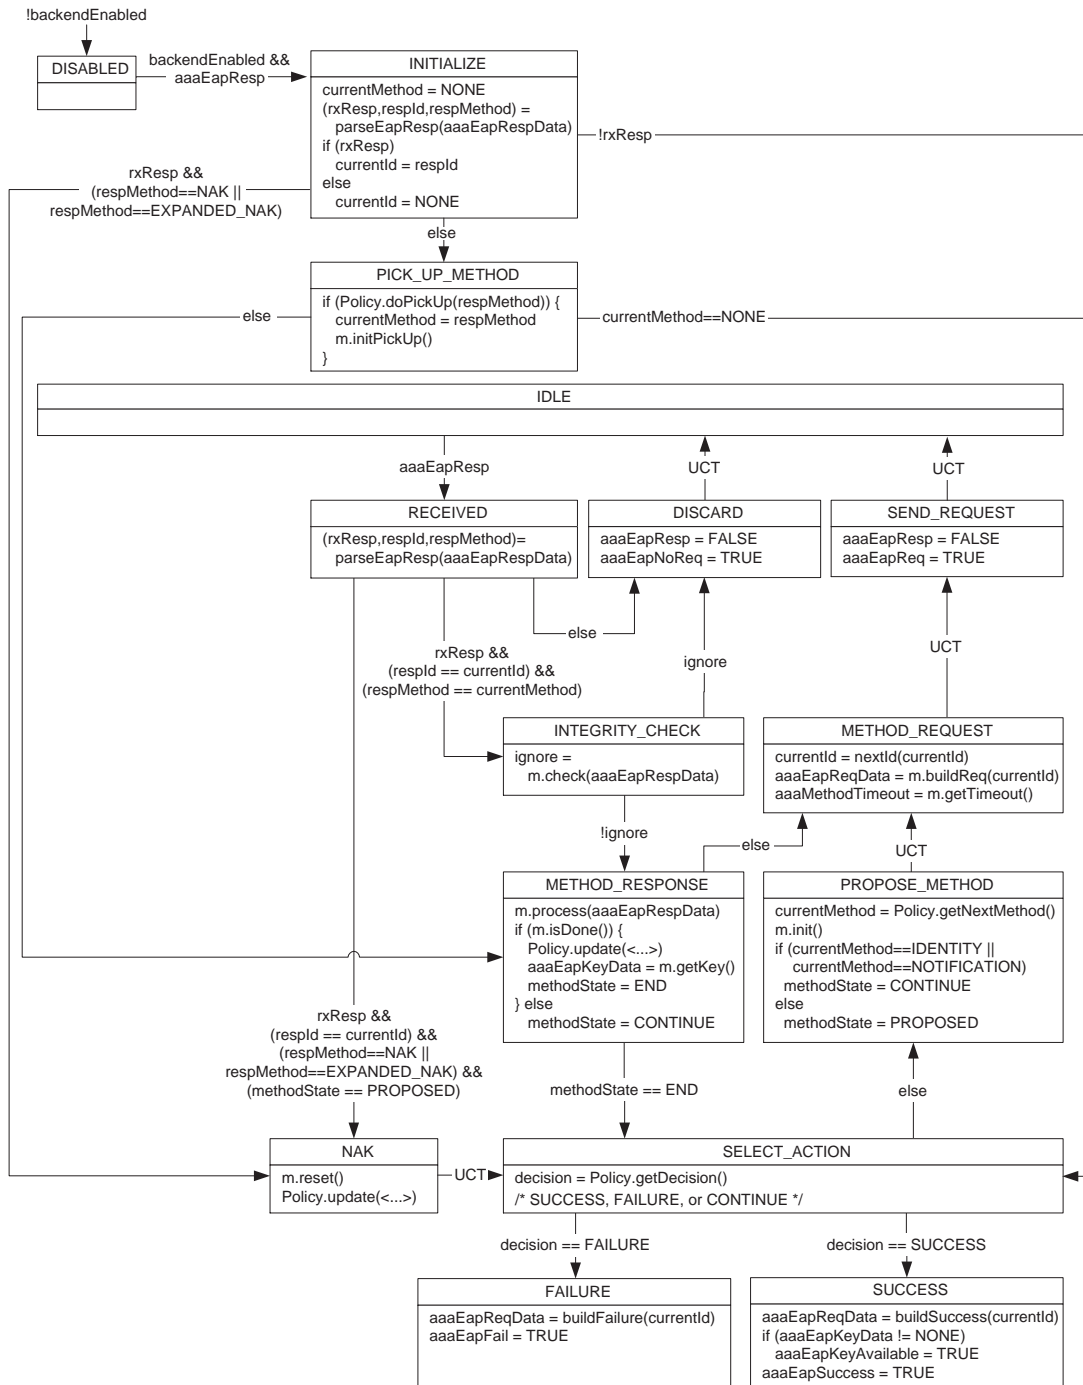 !backendEnabled
DISABLED
backendEnabled &&
aaaEapResp
INITIALIZE
currentMethod = NONE
(rxResp,respId,respMethod) =
parseEapResp(aaaEapRespData)
if (rxResp)
currentId = respId
else
currentId = NONE
!rxResp
rxResp &&
(respMethod==NAK ||
respMethod==EXPANDED_NAK)
else
PICK_UP_METHOD
if (Policy.doPickUp(respMethod)) {
currentMethod = respMethod
m.initPickUp()
}
else
currentMethod==NONE
IDLE
aaaEapResp
UCT
UCT
RECEIVED
(rxResp,respId,respMethod)=
parseEapResp(aaaEapRespData)
DISCARD
aaaEapResp = FALSE
aaaEapNoReq = TRUE
SEND_REQUEST
aaaEapResp = FALSE
aaaEapReq = TRUE
else
rxResp &&
(respId == currentId) &&
(respMethod == currentMethod)
ignore
UCT
INTEGRITY_CHECK
ignore =
m.check(aaaEapRespData)
METHOD_REQUEST
currentId = nextId(currentId)
aaaEapReqData = m.buildReq(currentId)
aaaMethodTimeout = m.getTimeout()
!ignore
else
UCT
METHOD_RESPONSE
m.process(aaaEapRespData)
if (m.isDone()) {
Policy.update(<...>)
aaaEapKeyData = m.getKey()
methodState = END
} else
methodState = CONTINUE
PROPOSE_METHOD
currentMethod = Policy.getNextMethod()
m.init()
if (currentMethod==IDENTITY ||
currentMethod==NOTIFICATION)
methodState = CONTINUE
else
methodState = PROPOSED
rxResp &&
(respId == currentId) &&
(respMethod==NAK ||
respMethod==EXPANDED_NAK) &&
(methodState == PROPOSED)
methodState == END
else
NAK
m.reset()
Policy.update(<...>)
UCT
SELECT_ACTION
decision = Policy.getDecision()
/* SUCCESS, FAILURE, or CONTINUE */
decision == FAILURE
decision == SUCCESS
FAILURE
aaaEapReqData = buildFailure(currentId)
aaaEapFail = TRUE
SUCCESS
aaaEapReqData = buildSuccess(currentId)
if (aaaEapKeyData != NONE)
aaaEapKeyAvailable = TRUE
aaaEapSuccess = TRUE